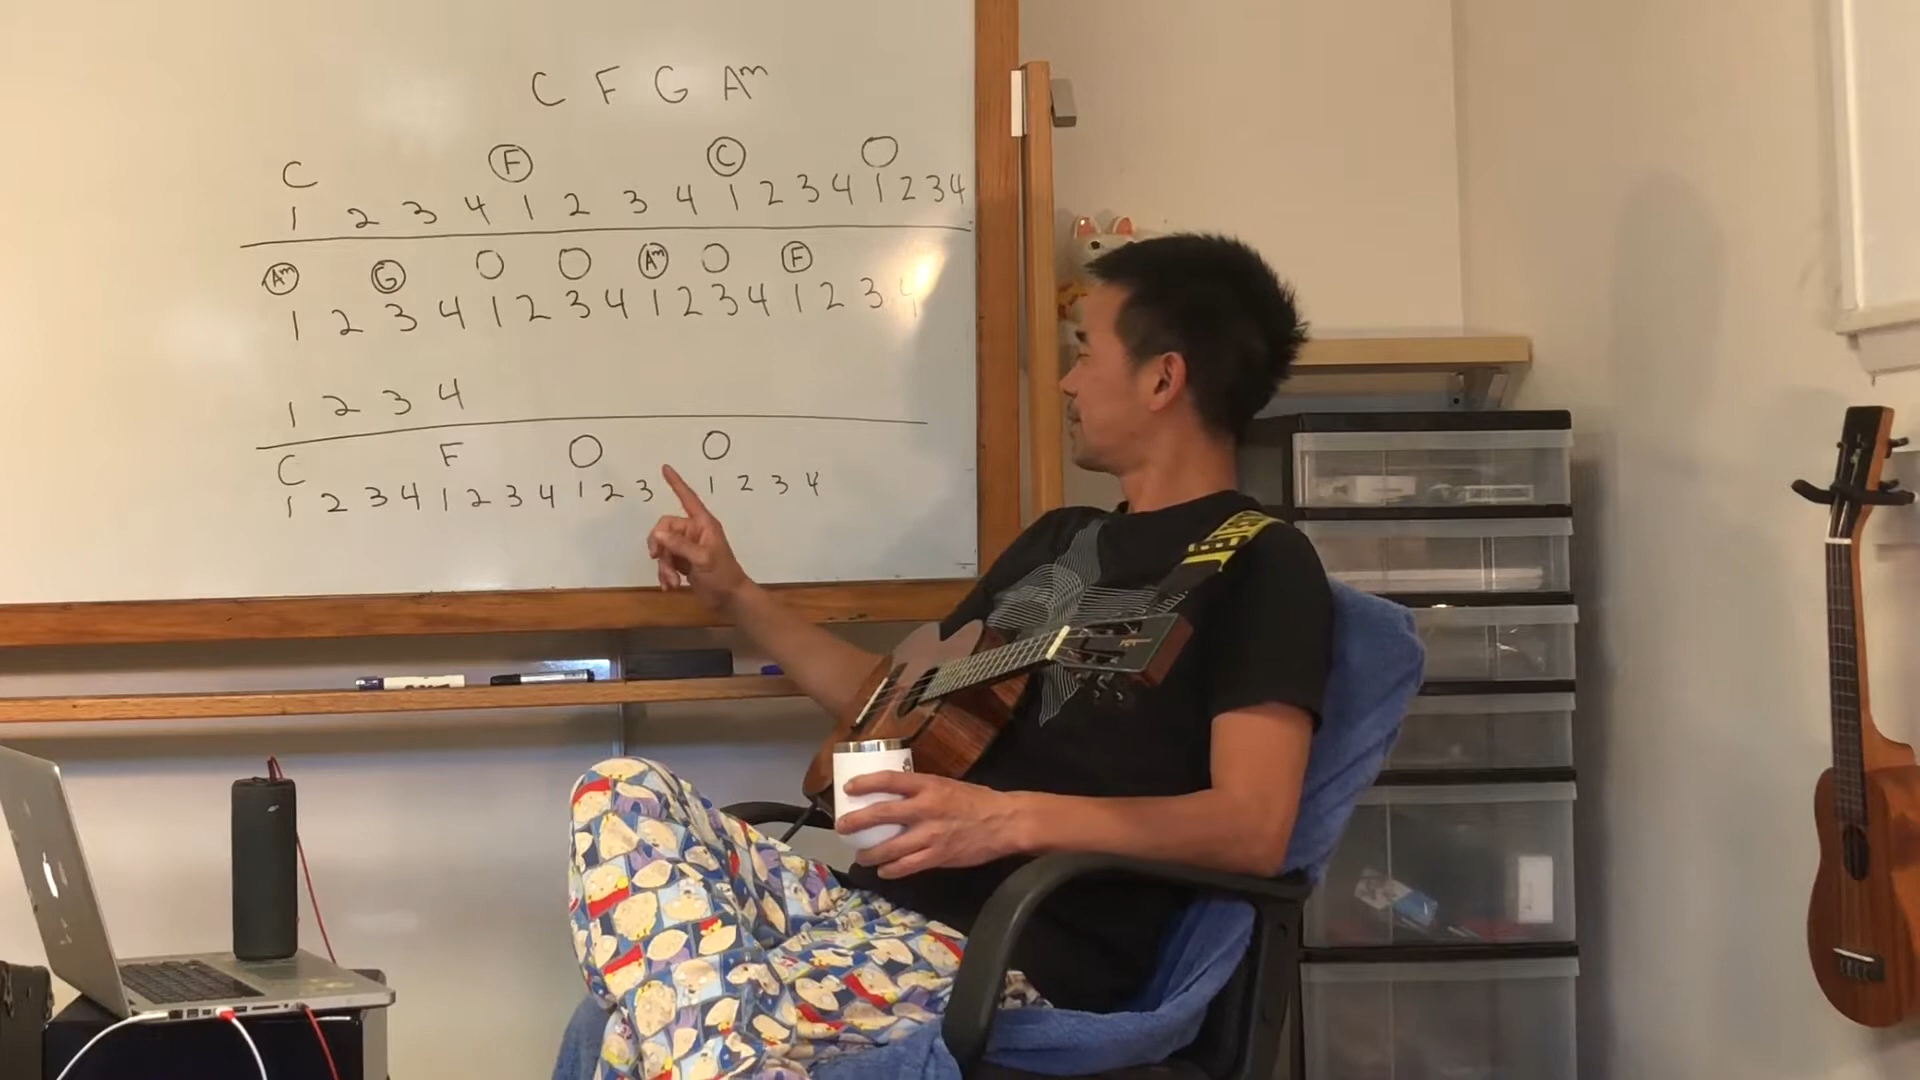 C F G Am
C F C
1 2 3 4 1 2 3 4 1 2 3 4 1 2 3 4
Am G Am F
1 2 3 4 1 2 3 4 1 2 3 4 1 2 3 4
1 2 3 4
C F
1 2 3 4 1 2 3 4 1 2 3 1 2 3 4